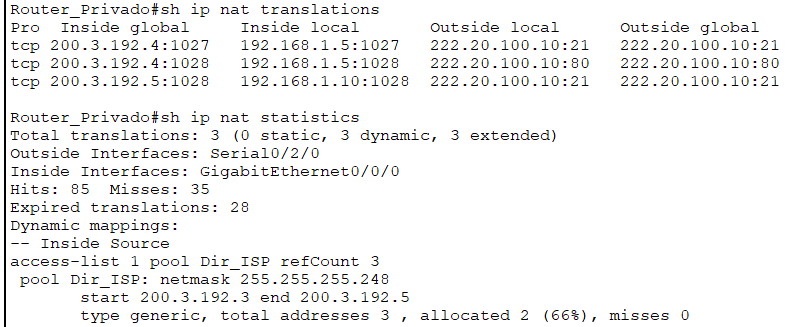 Router_Privado#sh ip nat translations
Pro  Inside global     Inside local       Outside local      Outside global
tcp 200.3.192.4:1027   192.168.1.5:1027   222.20.100.10:21   222.20.100.10:21
tcp 200.3.192.4:1028   192.168.1.5:1028   222.20.100.10:80   222.20.100.10:80
tcp 200.3.192.5:1028   192.168.1.10:1028  222.20.100.10:21   222.20.100.10:21
Router_Privado#sh ip nat statistics
Total translations: 3 (0 static, 3 dynamic, 3 extended)
Outside Interfaces: Serial0/2/0
Inside Interfaces: GigabitEthernet0/0/0
Hits: 85  Misses: 35
Expired translations: 28
Dynamic mappings:
-- Inside Source
access-list 1 pool Dir_ISP refCount 3
 pool Dir_ISP: netmask 255.255.255.248
       start 200.3.192.3 end 200.3.192.5
       type generic, total addresses 3 , allocated 2 (66%), misses 0